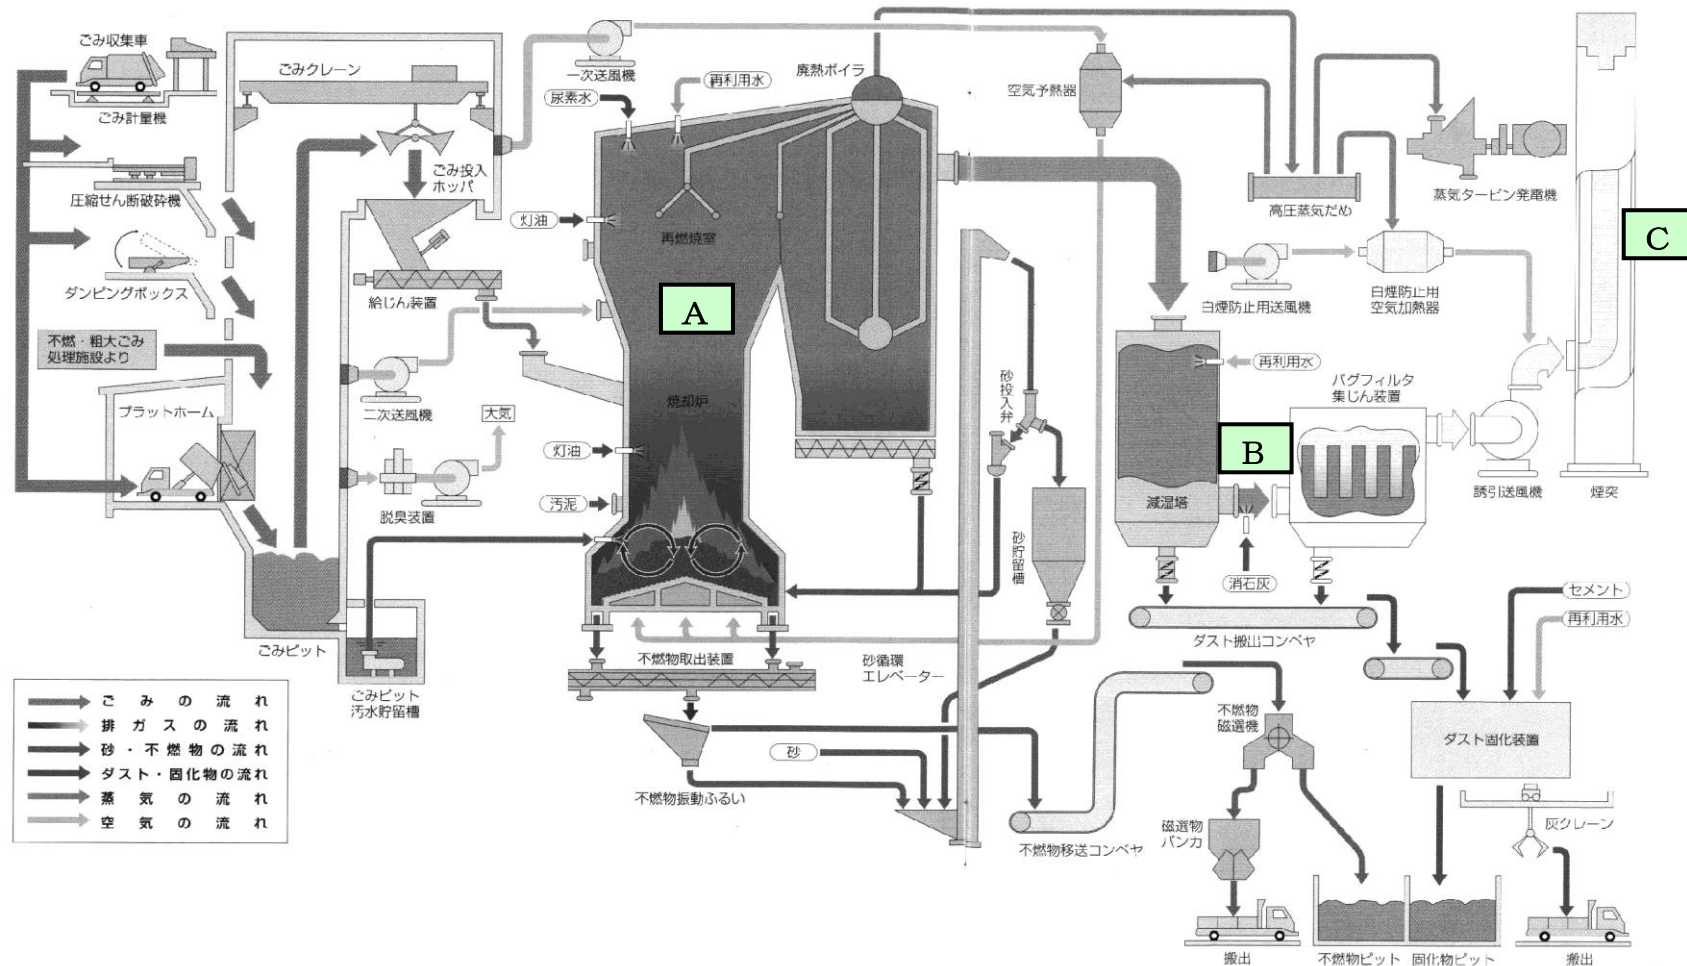 ごみ収集車
ごみ計量機
圧縮せん断破砕機
ダンピングボックス
不燃・粗大ごみ
処理施設より
プラットホーム
ごみクレーン
ごみ投入
ホッパ
給じん装置
一次送風機
二次送風機
大気
脱臭装置
ごみピット
ごみピット
汚水貯留槽
尿素水
再利用水
灯油
再燃焼室
A
焼却炉
灯油
汚泥
廃熱ボイラ
不燃物取出装置
不燃物振動ふるい
砂
砂循環
エレベーター
砂投入弁
砂貯留槽
空気予熱器
高圧蒸気だめ
蒸気タービン発電機
白煙防止用送風機
白煙防止用
空気加熱器
C
再利用水
減湿塔
B
バグフィルタ
集じん装置
誘引送風機
煙突
消石灰
ダスト搬出コンベヤ
セメント
再利用水
ダスト固化装置
不燃物移送コンベヤ
不燃物
磁選機
磁選物
バンカ
灰クレーン
搬出
不燃物ピット
固化物ピット
搬出
ごみの流れ
排ガスの流れ
砂・不燃物の流れ
ダスト・固化物の流れ
蒸気の流れ
空気の流れ